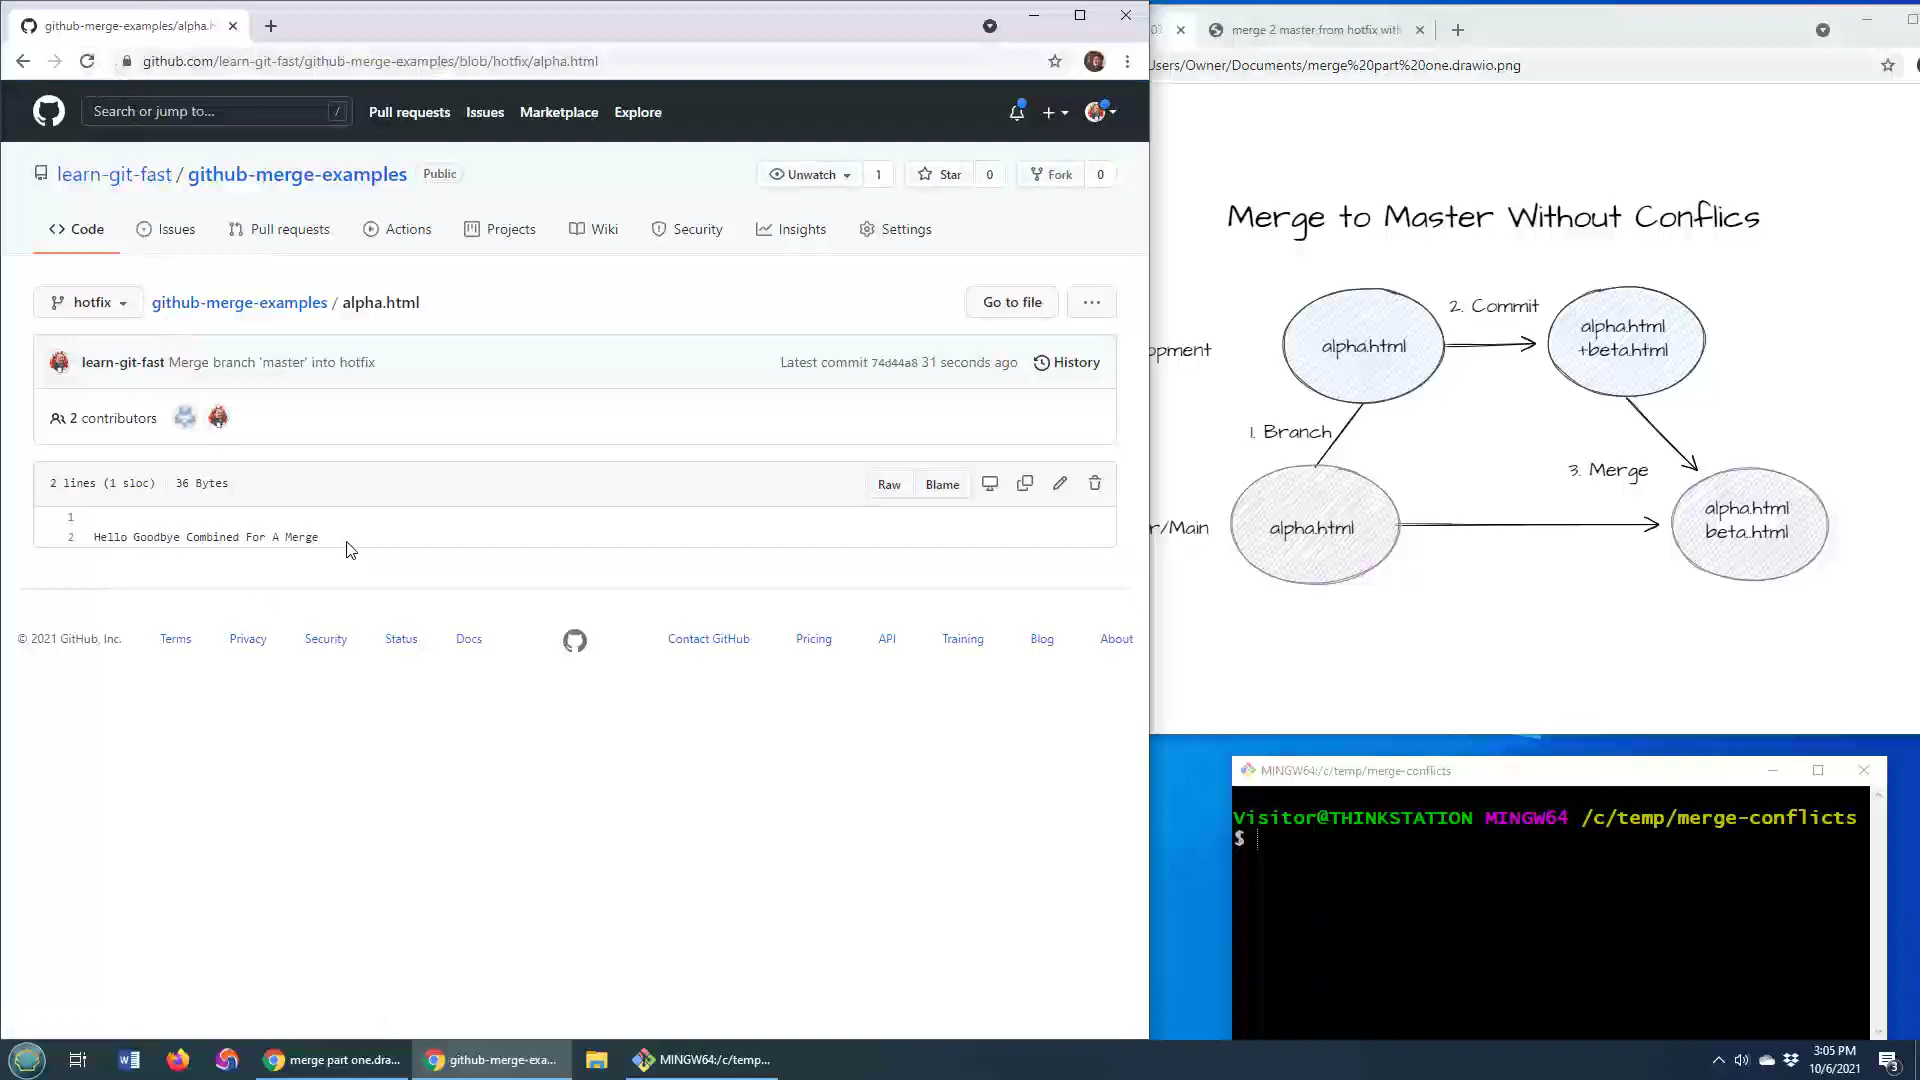 github-merge-examples/alpha.h
github.com/learn-git-fast/github-merge-examples/blob/hotfix/alpha.html
Search or jump to... /
Pull requests Issues Marketplace Explore
learn-git-fast / github-merge-examples Public
Unwatch 1 Star 0 Fork 0
Code Issues Pull requests Actions Projects Wiki Security Insights Settings
hotfix github-merge-examples / alpha.html Go to file ...
learn-git-fast Merge branch 'master' into hotfix Latest commit 74d44a8 31 seconds ago History
2 contributors
2 lines (1 sloc) 36 Bytes Raw Blame
1
2 Hello Goodbye Combined For A Merge
© 2021 GitHub, Inc. Terms Privacy Security Status Docs Contact GitHub Pricing API Training Blog About
merge 2 master from hotfix with
Users/Owner/Documents/merge%20part%20one.drawio.png
Merge to Master Without Conflics
2. Commit
alpha.html
alpha.html
+beta.html
opment
1. Branch
3. Merge
r/Main
alpha.html
alpha.html
beta..html
MINGW64:/c/temp/merge-conflicts
Visitor@THINKSTATION MINGW64 /c/temp/merge-conflicts
$
merge part one.dra... github-merge-exa... MINGW64:/c/temp... 3:05 PM
10/6/2021
3